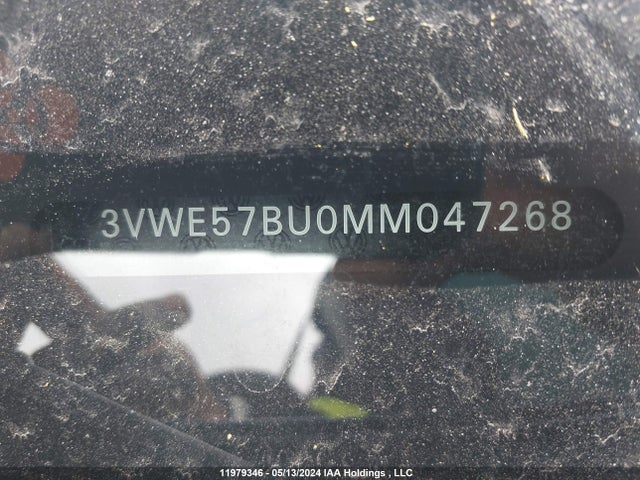 3VWE57BU0MM047268
11979346 - 05/13/2024 IAA Holdings , LLC